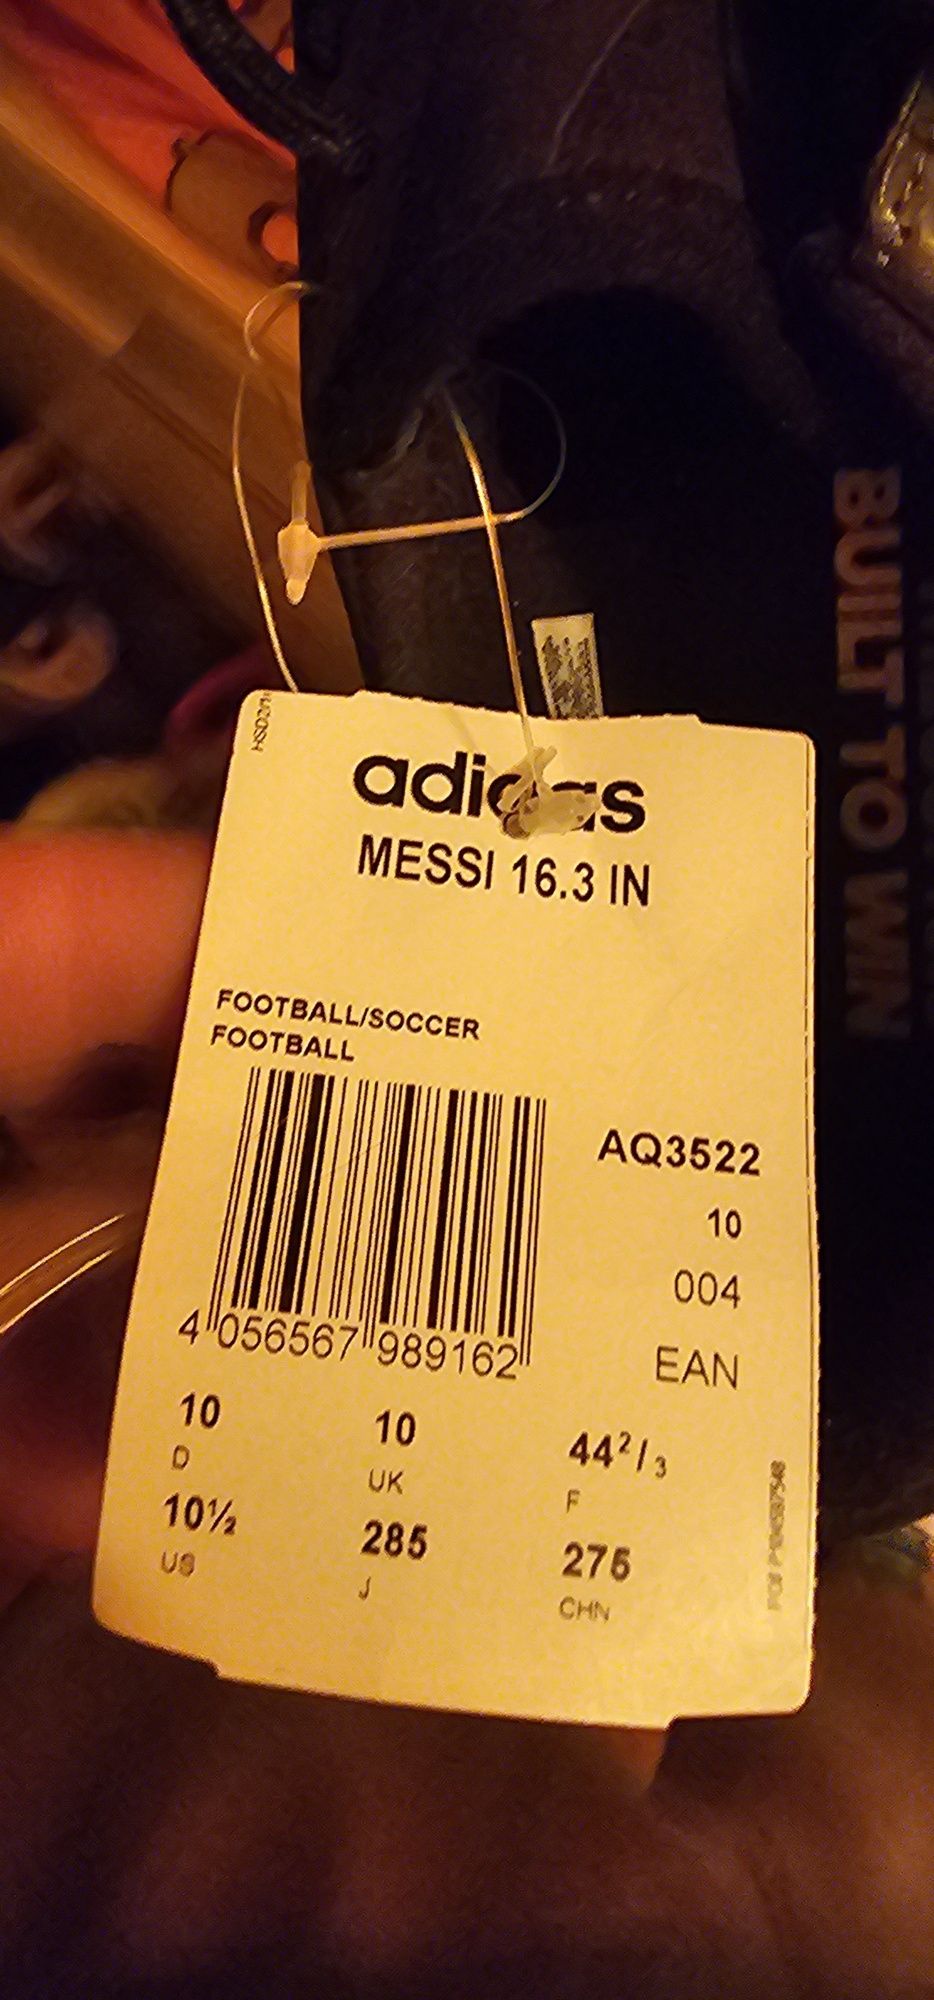 adidas
MESSI 16.3 IN
FOOTBALL/SOCCER
FOOTBALL
AQ3522
10
004
EAN
4 056567 989162
10 10 44²/₃
D UK F
10½ 285 275
US J CHN
BUILT TO WIN